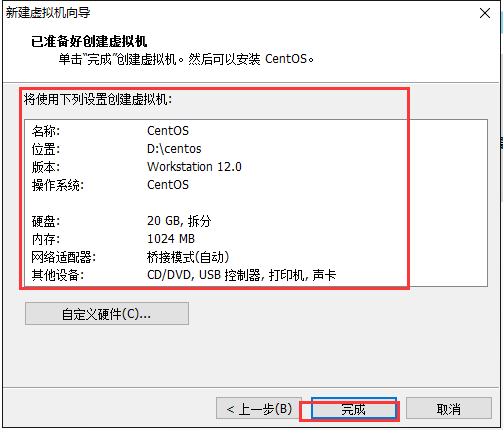 新建虚拟机向导
已准备好创建虚拟机
单击“完成”创建虚拟机。然后可以安装 CentOS。
将使用下列设置创建虚拟机:
名称: CentOS
位置: D:\centos
版本: Workstation 12.0
操作系统: CentOS
硬盘: 20 GB, 拆分
内存: 1024 MB
网络适配器: 桥接模式(自动)
其他设备: CD/DVD, USB 控制器, 打印机, 声卡
自定义硬件(C)...
< 上一步(B) 完成 取消